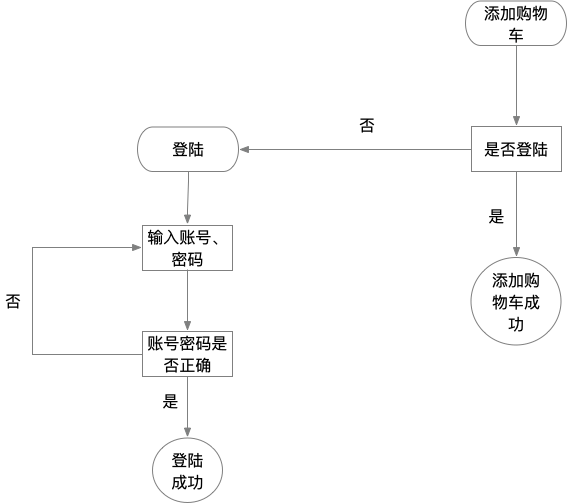 添加购物
车
否
登陆
是否登陆
是
输入账号、
密码
添加购
物车成
功
否
账号密码是
否正确
是
登陆
成功